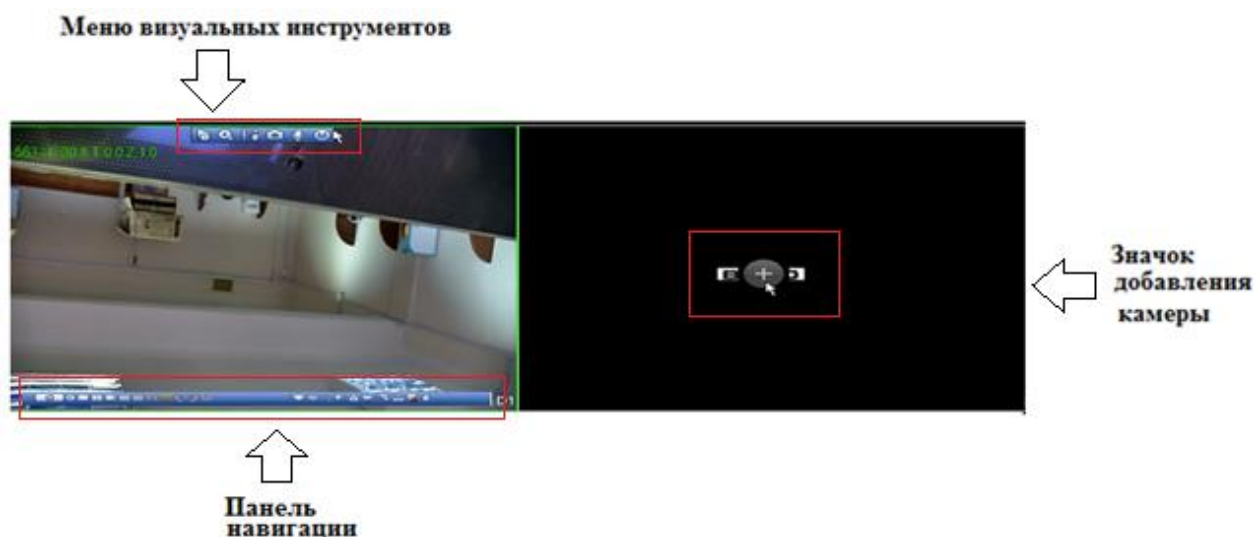 Меню визуальных инструментов
Значок
добавления
камеры
Панель
навигации